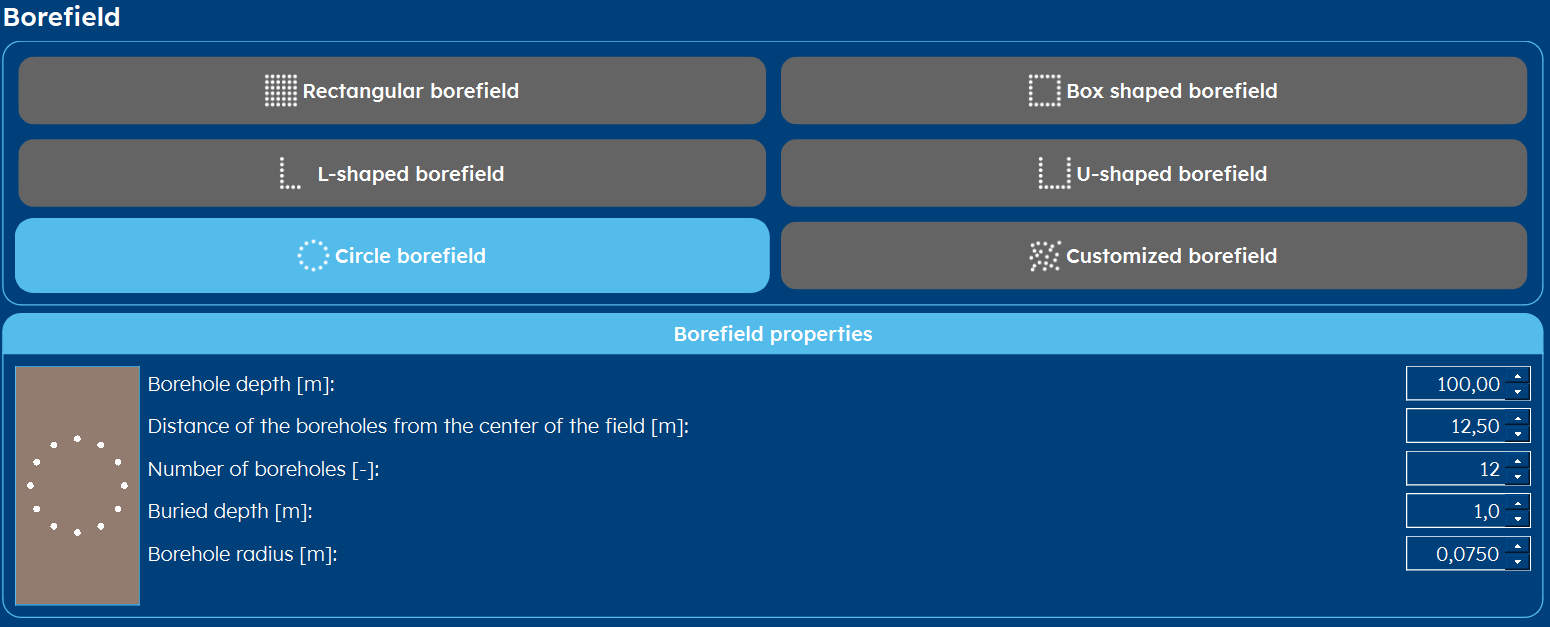 Borefield
Rectangular borefield
Box shaped borefield
L-shaped borefield
U-shaped borefield
Circle borefield
Customized borefield
Borefield properties
Borehole depth [m]: 100,00
Distance of the boreholes from the center of the field [m]: 12,50
Number of boreholes [-]: 12
Buried depth [m]: 1,0
Borehole radius [m]: 0,0750